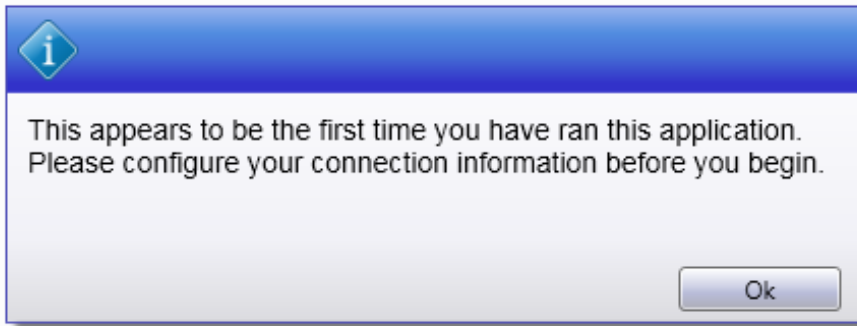 This appears to be the first time you have ran this application.
Please configure your connection information before you begin.
Ok